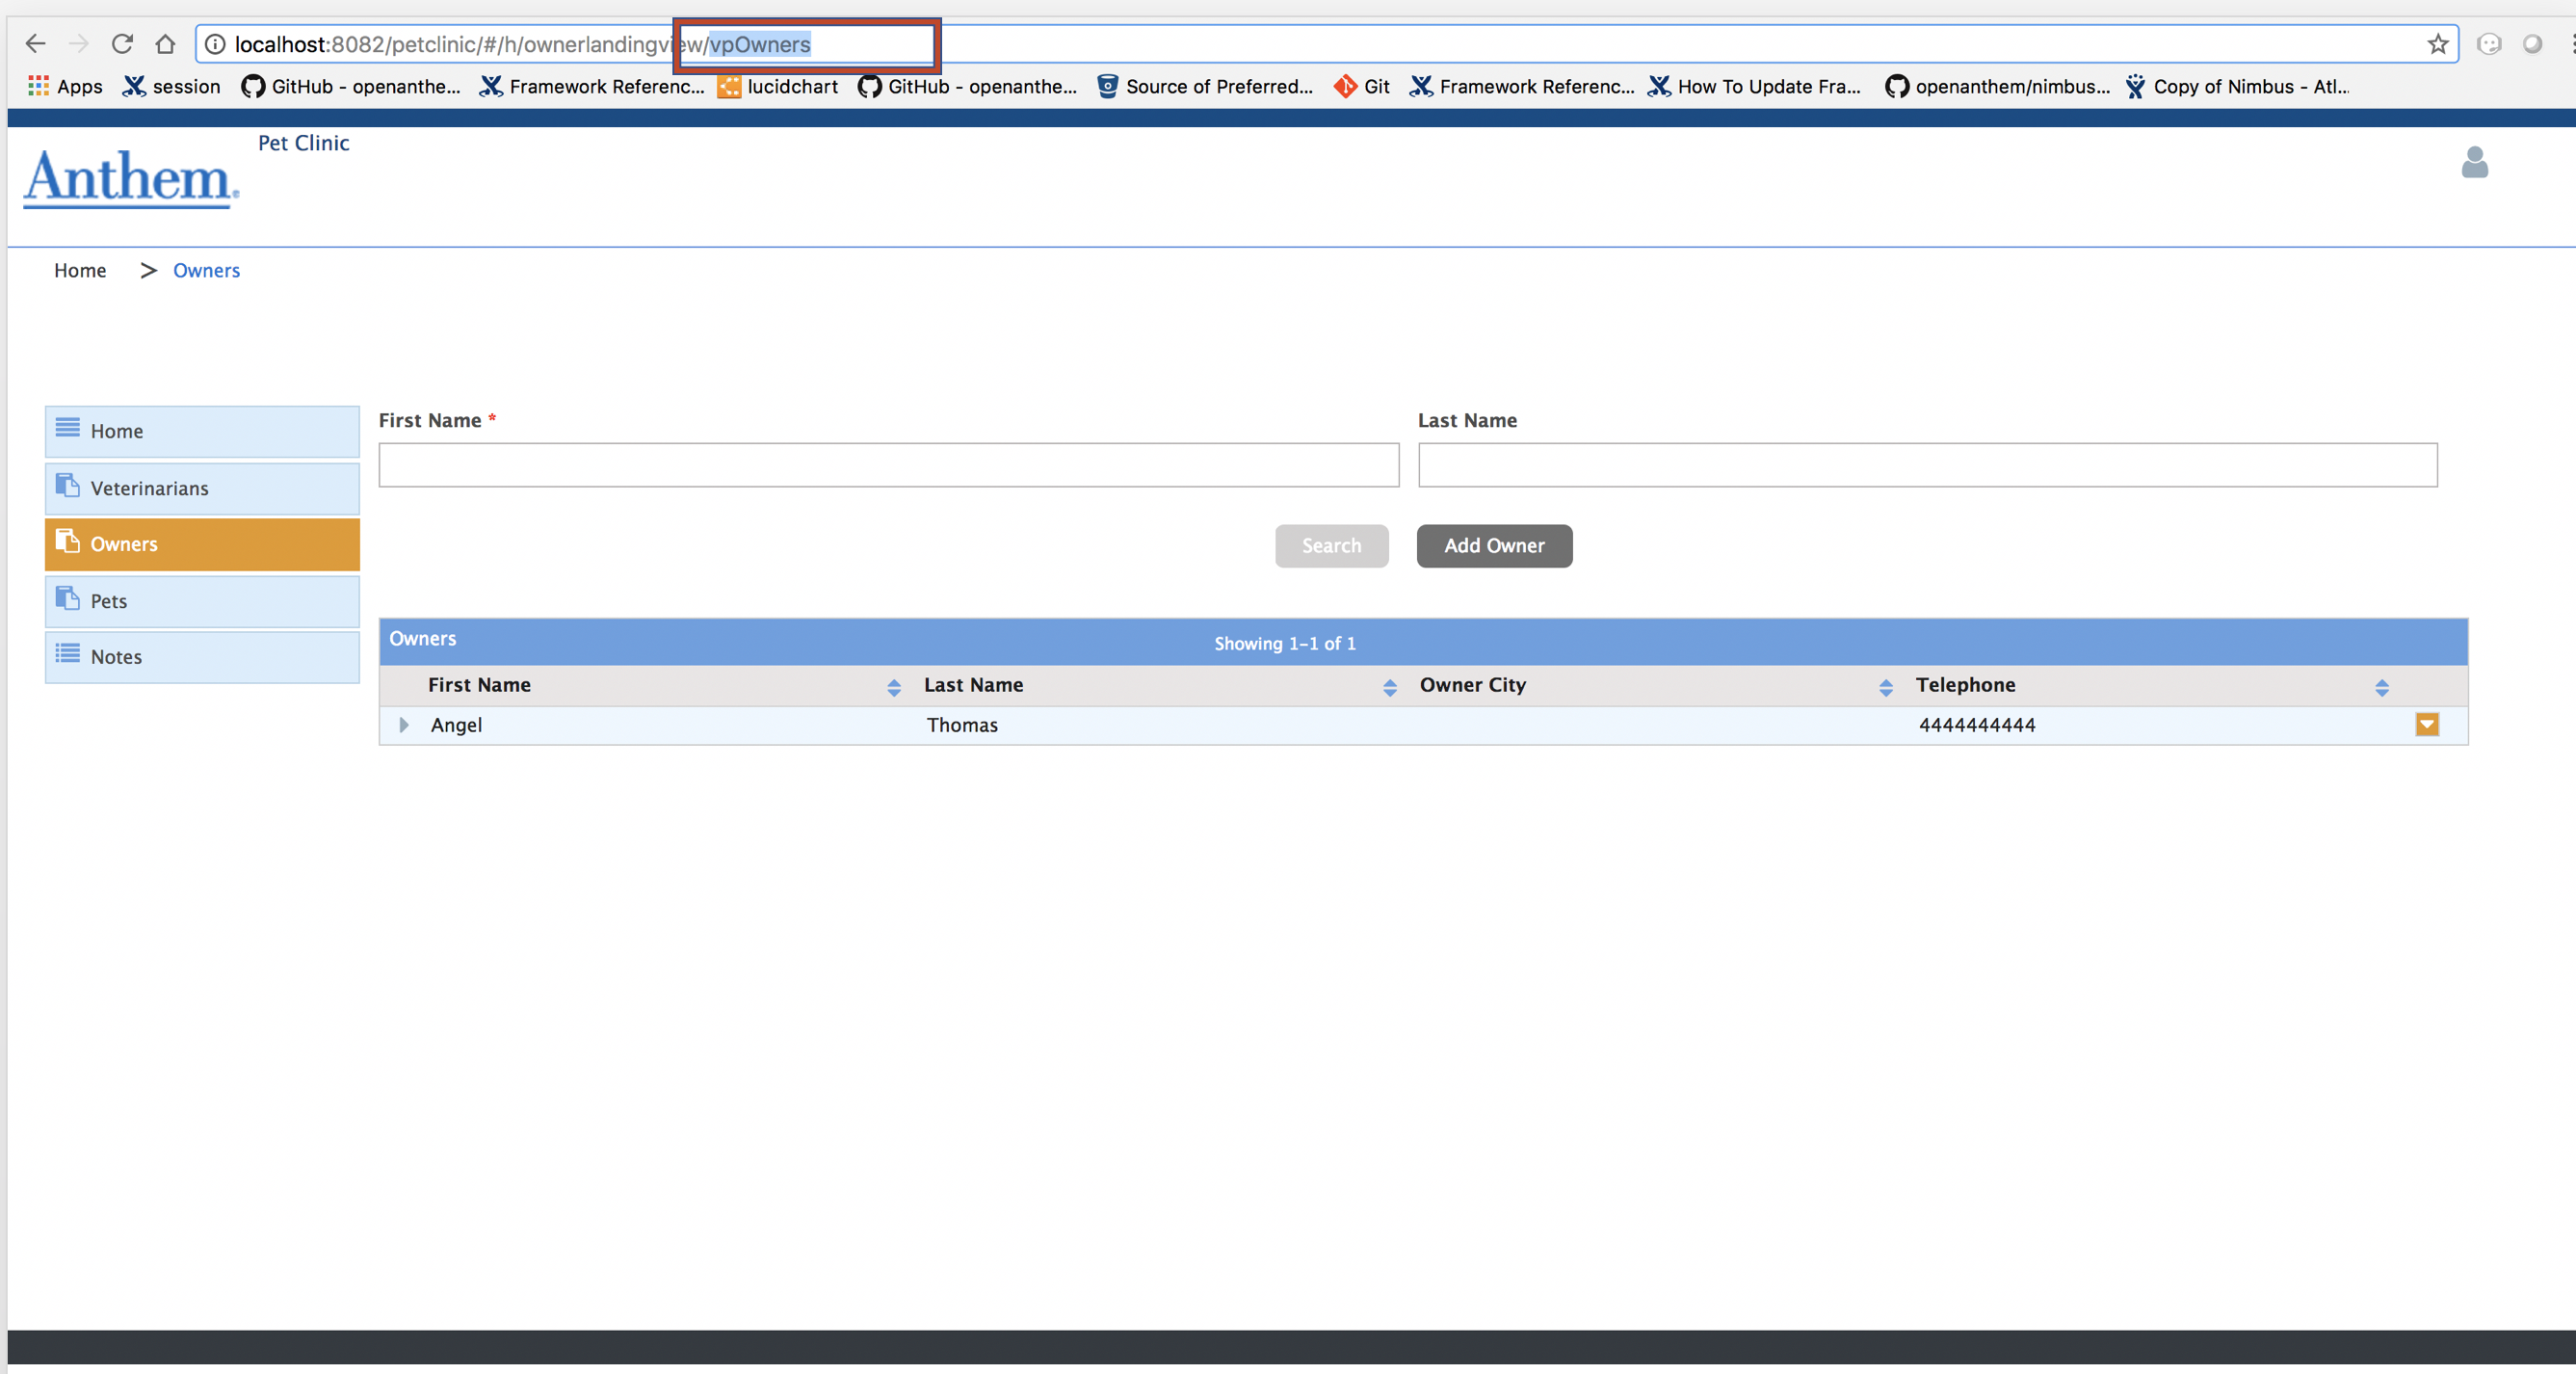 localhost:8082/petclinic/#/h/ownerlandingview/vpOwners
Apps session GitHub - openanthe... Framework Referenc... lucidchart GitHub - openanthe... Source of Preferred... Git Framework Referenc... How To Update Fra... openanthem/nimbus... Copy of Nimbus - Atl...
Pet Clinic
Anthem®
Home > Owners
Home
Veterinarians
Owners
Pets
Notes
First Name * Last Name
Search Add Owner
Owners Showing 1-1 of 1
First Name Last Name Owner City Telephone
Angel Thomas 4444444444